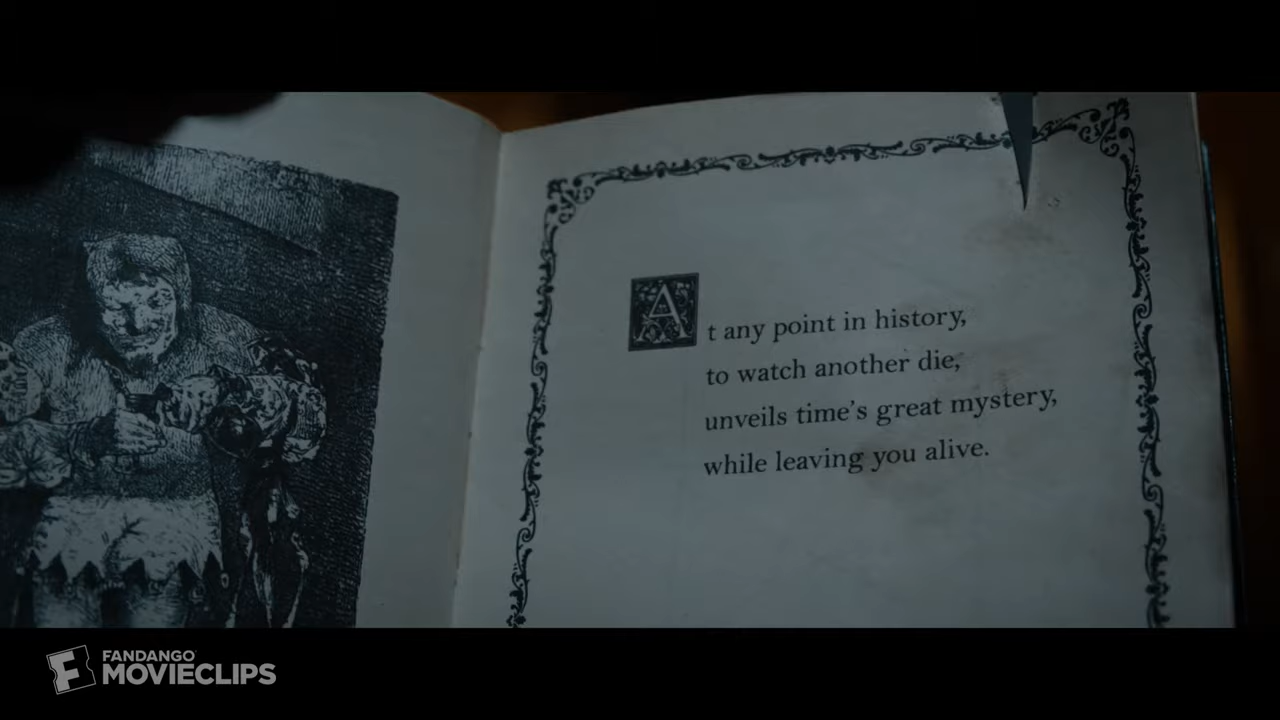 At any point in history,
to watch another die,
unveils time's great mystery,
while leaving you alive.
FANDANGO
MOVIECLIPS